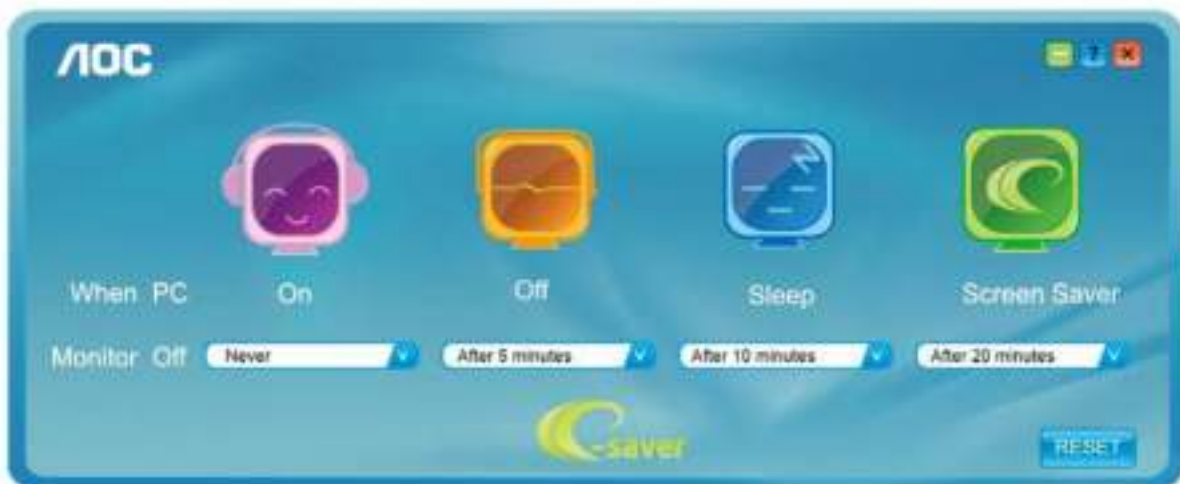 AOC
?
When PC On Off Sleep Screen Saver
Monitor Off Never After 5 minutes After 10 minutes After 20 minutes
e-saver
RESET